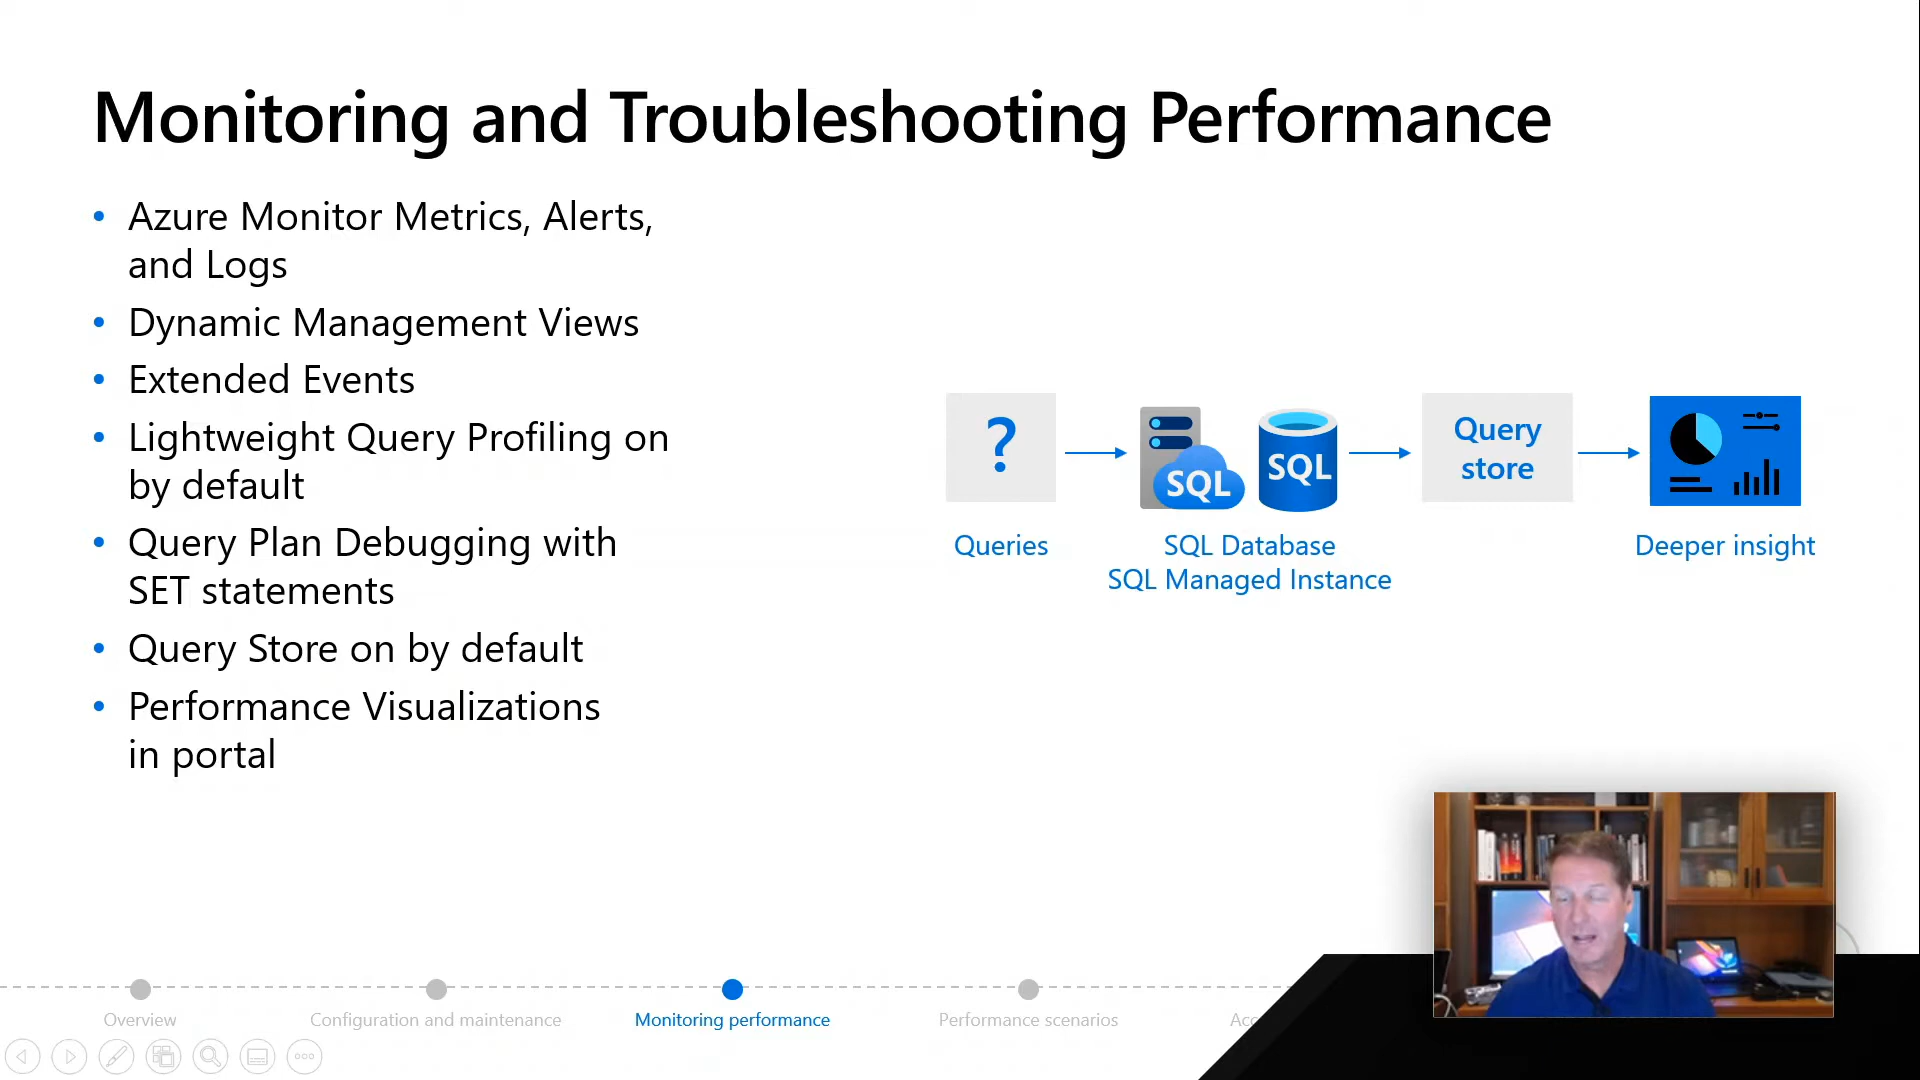 Monitoring and Troubleshooting Performance
• Azure Monitor Metrics, Alerts,
and Logs
• Dynamic Management Views
• Extended Events
• Lightweight Query Profiling on
by default
• Query Plan Debugging with
SET statements
• Query Store on by default
• Performance Visualizations
in portal
?
SQL
SQL
Query
store
Queries
SQL Database
SQL Managed Instance
Deeper insight
Overview
Configuration and maintenance
Monitoring performance
Performance scenarios
Acc